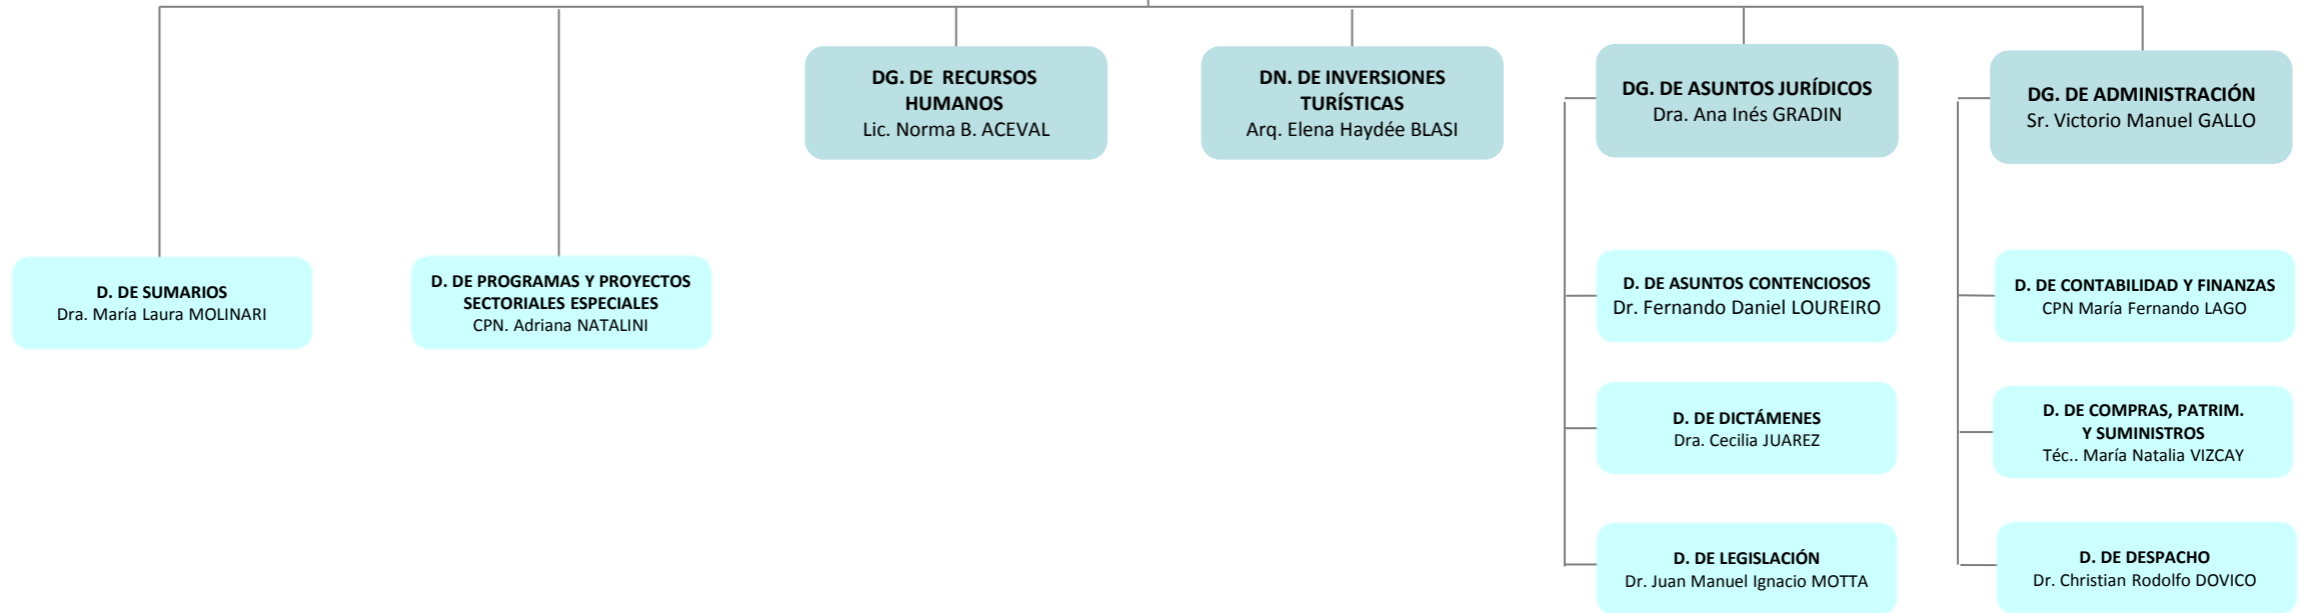 DG. DE RECURSOS
HUMANOS
Lic. Norma B. ACEVAL
DN. DE INVERSIONES
TURÍSTICAS
Arq. Elena Haydée BLASI
DG. DE ASUNTOS JURÍDICOS
Dra. Ana Inés GRADIN
DG. DE ADMINISTRACIÓN
Sr. Victorio Manuel GALLO
D. DE SUMARIOS
Dra. María Laura MOLINARI
D. DE PROGRAMAS Y PROYECTOS
SECTORIALES ESPECIALES
CPN. Adriana NATALINI
D. DE ASUNTOS CONTENCIOSOS
Dr. Fernando Daniel LOUREIRO
D. DE CONTABILIDAD Y FINANZAS
CPN María Fernando LAGO
D. DE DICTÁMENES
Dra. Cecilia JUAREZ
D. DE COMPRAS, PATRIM.
Y SUMINISTROS
Téc.. María Natalia VIZCAY
D. DE LEGISLACIÓN
Dr. Juan Manuel Ignacio MOTTA
D. DE DESPACHO
Dr. Christian Rodolfo DOVICO